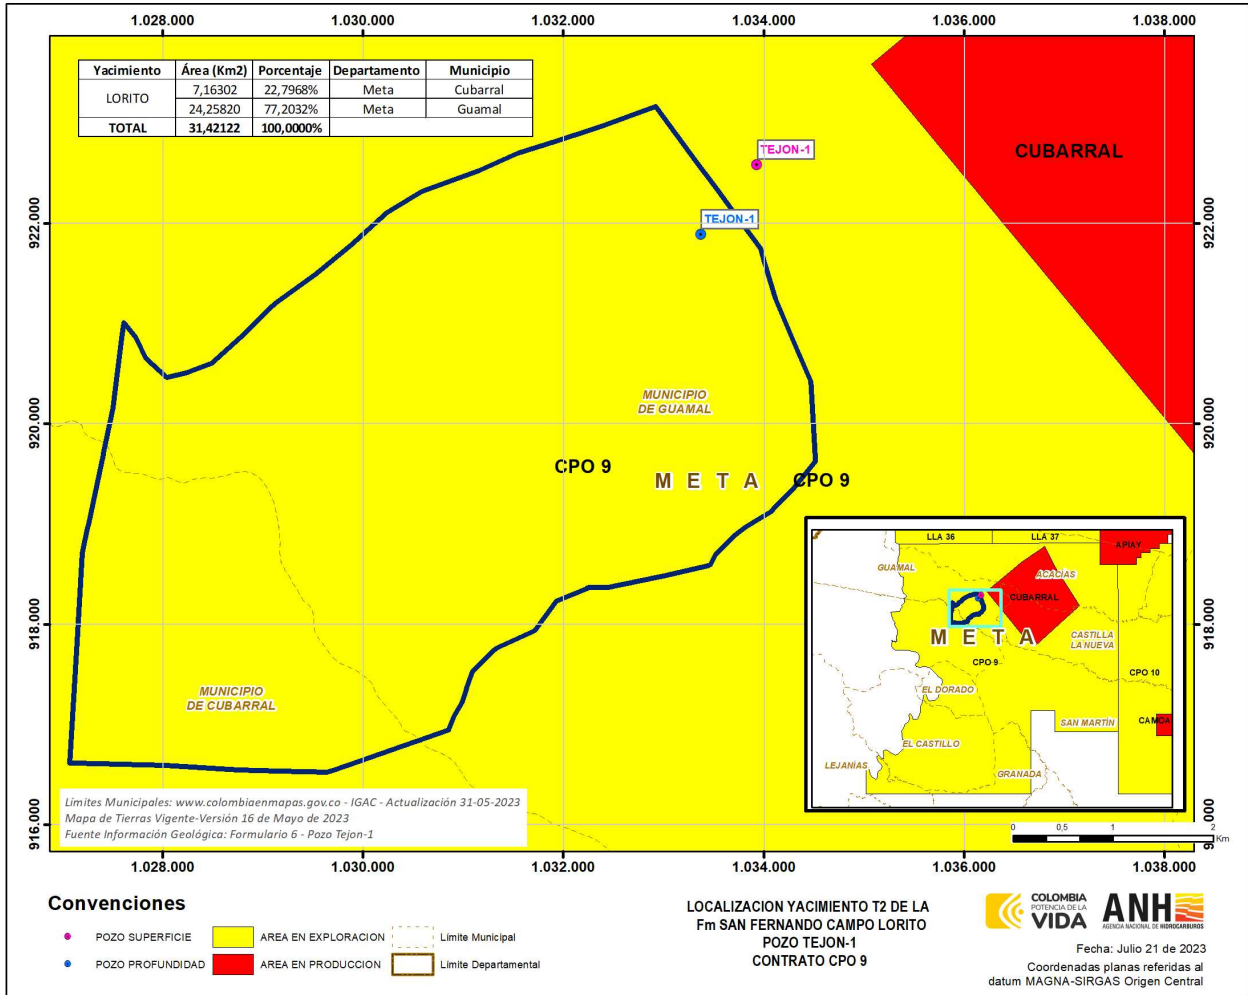 1.028.000 1.030.000 1.032.000 1.034.000 1.036.000 1.038.000
Yacimiento Área (Km2) Porcentaje Departamento Municipio
LORITO 7,16302 22,7968% Meta Cubarral
24,25820 77,2032% Meta Guamal
TOTAL 31,42122 100,0000%
TEJON-1
CUBARRAL
TEJON-1
922.000 922.000
MUNICIPIO
DE GUAMAL
920.000 920.000
CPO 9
M E T A
CPO 9
918.000 918.000
MUNICIPIO
DE CUBARRAL
LLA 36 LLA 37
APIAY
GUAMAL
ACACÍAS
CUBARRAL
M E T A
CASTILLA
LA NUEVA
CPO 9
CPO 10
EL DORADO
SAN MARTÍN
CAMOA
EL CASTILLO
LEJANÍAS
GRANADA
Límites Municipales: www.colombiaenmapas.gov.co - IGAC - Actualización 31-05-2023
Mapa de Tierras Vigente-Versión 16 de Mayo de 2023
Fuente Información Geológica: Formulario 6 - Pozo Tejon-1
916.000
0 0,5 1 2
Km
1.028.000 1.030.000 1.032.000 1.034.000 1.036.000 1.038.000
Convenciones
POZO SUPERFICIE
AREA EN EXPLORACION
Límite Municipal
POZO PROFUNDIDAD
AREA EN PRODUCCION
Límite Departamental
LOCALIZACION YACIMIENTO T2 DE LA
Fm SAN FERNANDO CAMPO LORITO
POZO TEJON-1
CONTRATO CPO 9
COLOMBIA
POTENCIA DE LA
VIDA
ANH
AGENCIA NACIONAL DE HIDROCARBUROS
Fecha: Julio 21 de 2023
Coordenadas planas referidas al
datum MAGNA-SIRGAS Origen Central